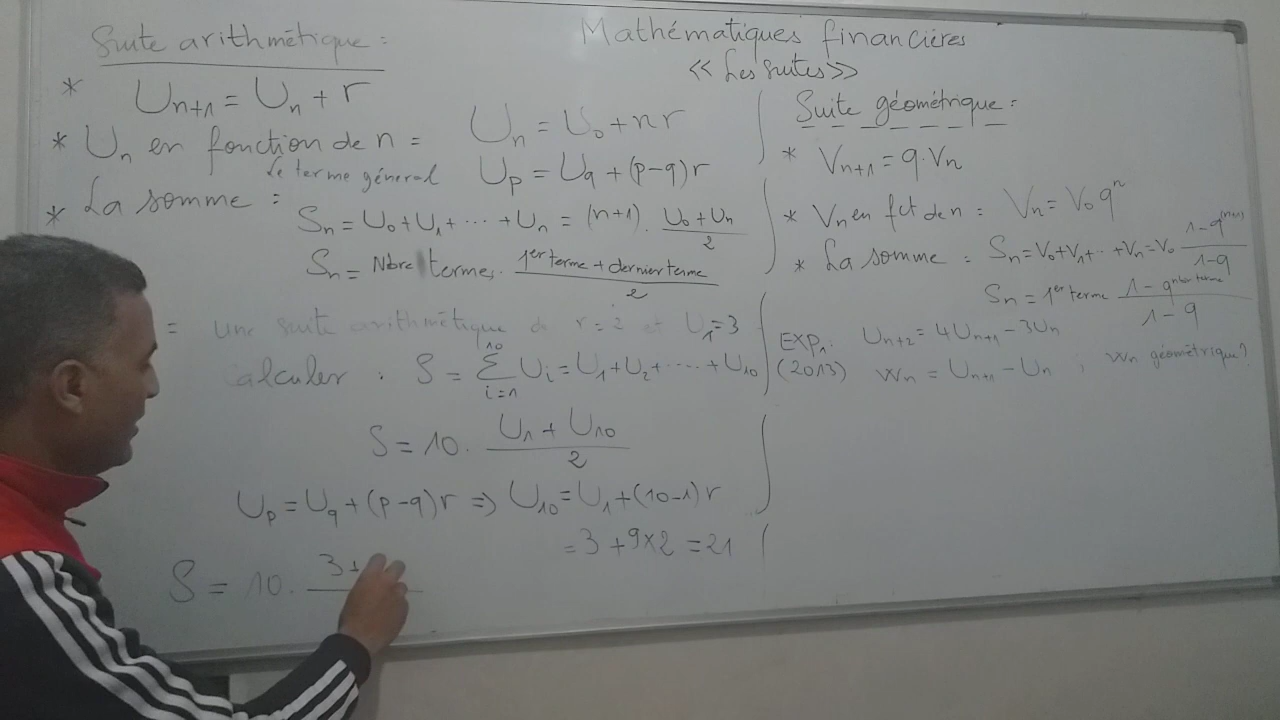 Mathématiques financiéres
<< Les suites >>
Suite arithmétique :
* Un+1 = Un + r
* Un en fonction de n = Un = U0 + nr
Le terme général Up = Uq + (p-q)r
* La somme : Sn = U0 + U1 + ... + Un = (n+1). (U0 + Un)/2
Sn = Nbre termes. (1er terme + dernier terme)/2
= une suite arithmétique de r = 2 et U1 = 3
calculer : S = Σ(i=1 → 10) Ui = U1 + U2 + .... + U10
S = 10. (U1 + U10)/2
Up = Uq + (p-q)r => U10 = U1 + (10-1)r
= 3 + 9x2 = 21
S = 10. 3+
Suite géométrique =
* Vn+1 = q.Vn
* Vn en fct de n : Vn = V0 q^n
* La somme : Sn = V0 + V1 + .. + Vn = V0 (1-q^(n+1))/(1-q)
Sn = 1er terme (1-q^nbre terme)/(1-q)
EXP1: Un+2 = 4Un+1 - 3Un
(2013) Wn = Un+1 - Un ; Wn géométrique?